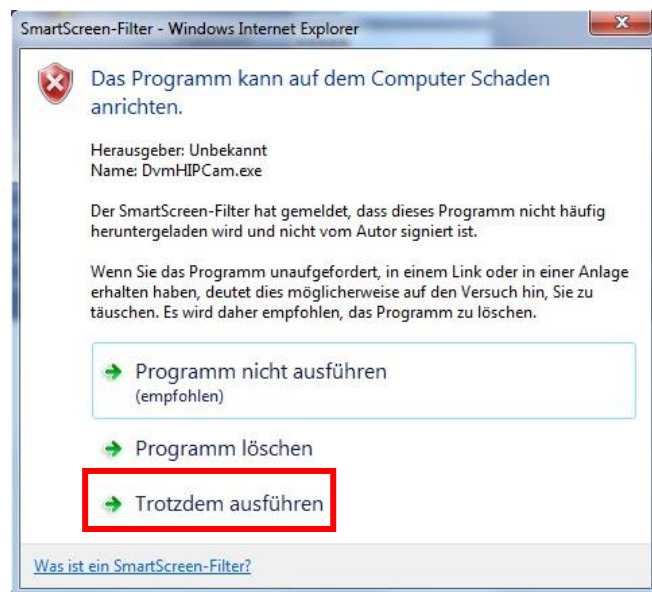 SmartScreen-Filter - Windows Internet Explorer
Das Programm kann auf dem Computer Schaden
anrichten.
Herausgeber: Unbekannt
Name: DvmHIPCam.exe
Der SmartScreen-Filter hat gemeldet, dass dieses Programm nicht häufig
heruntergeladen wird und nicht vom Autor signiert ist.
Wenn Sie das Programm unaufgefordert, in einem Link oder in einer Anlage
erhalten haben, deutet dies möglicherweise auf den Versuch hin, Sie zu
täuschen. Es wird daher empfohlen, das Programm zu löschen.
Programm nicht ausführen
(empfohlen)
Programm löschen
Trotzdem ausführen
Was ist ein SmartScreen-Filter?